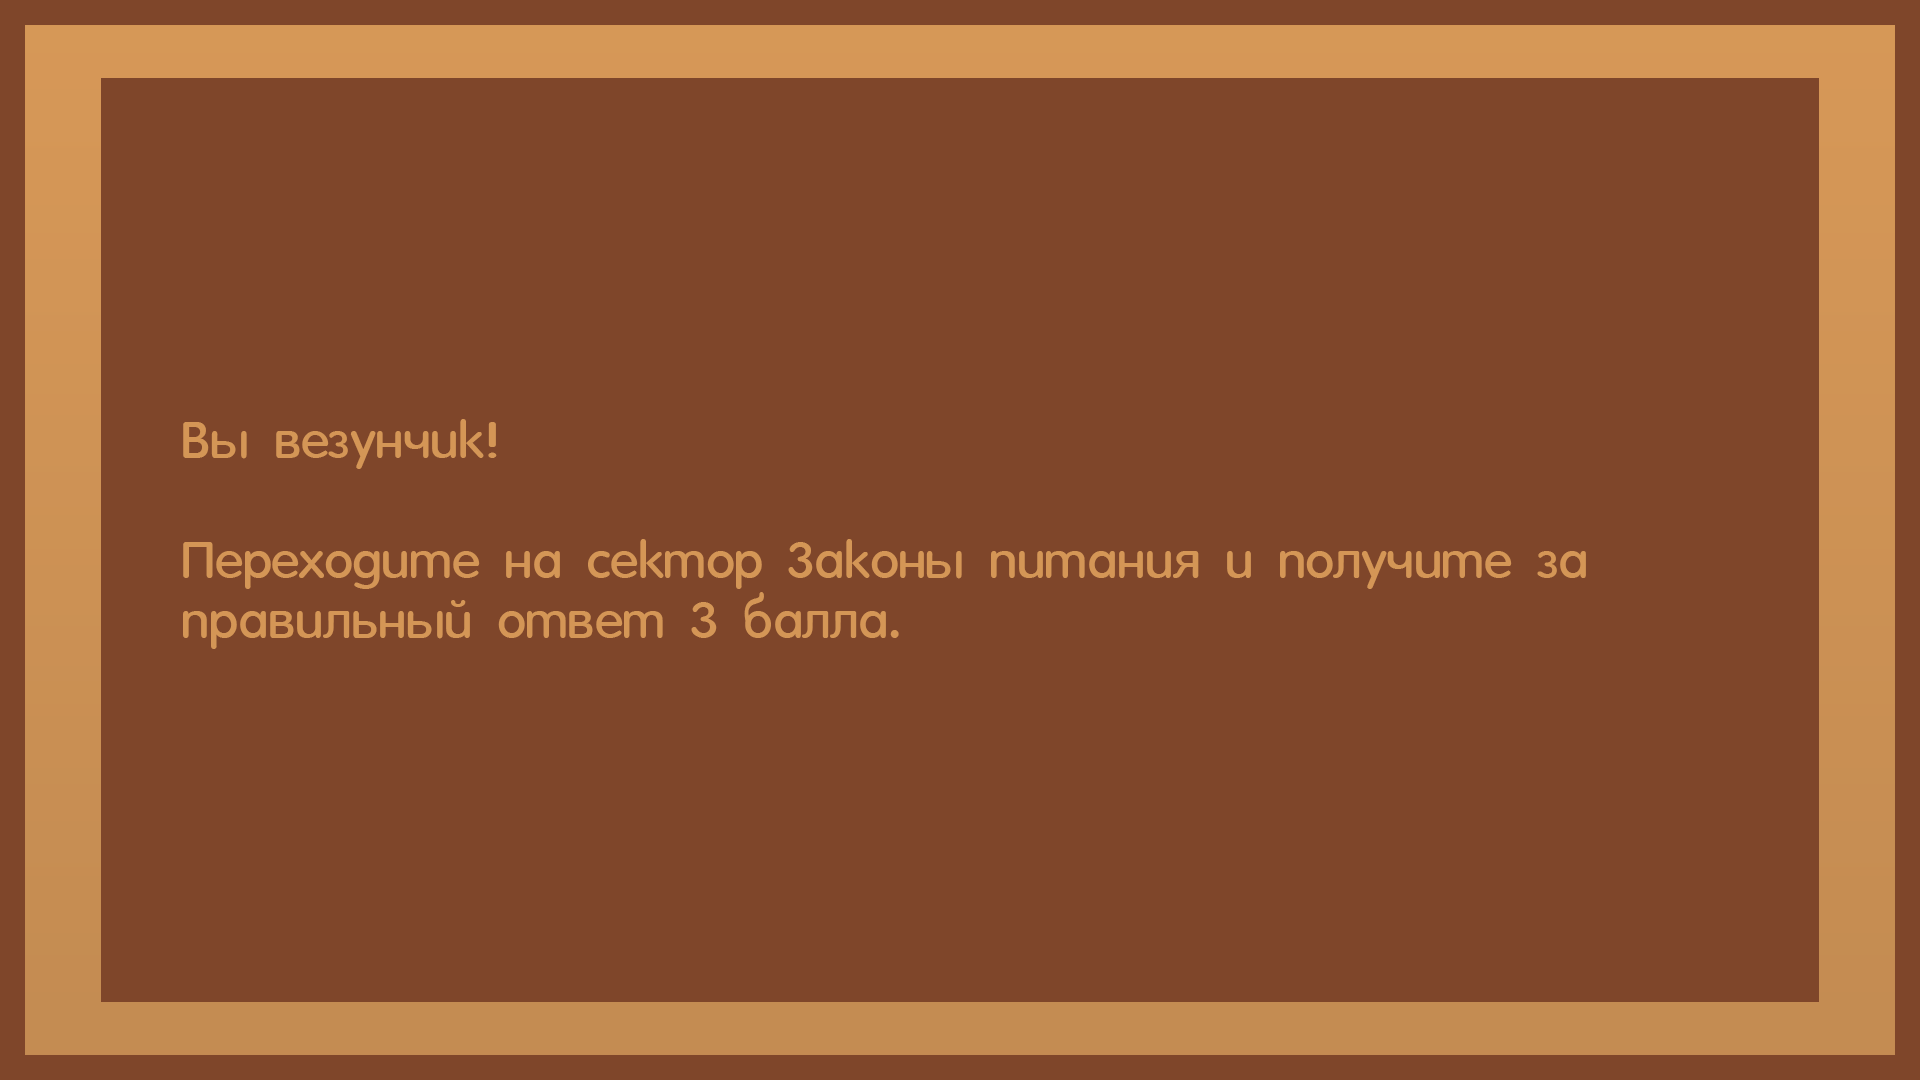 Вы везунчик!
Переходите на сектор Законы питания и получите за
правильный ответ 3 балла.